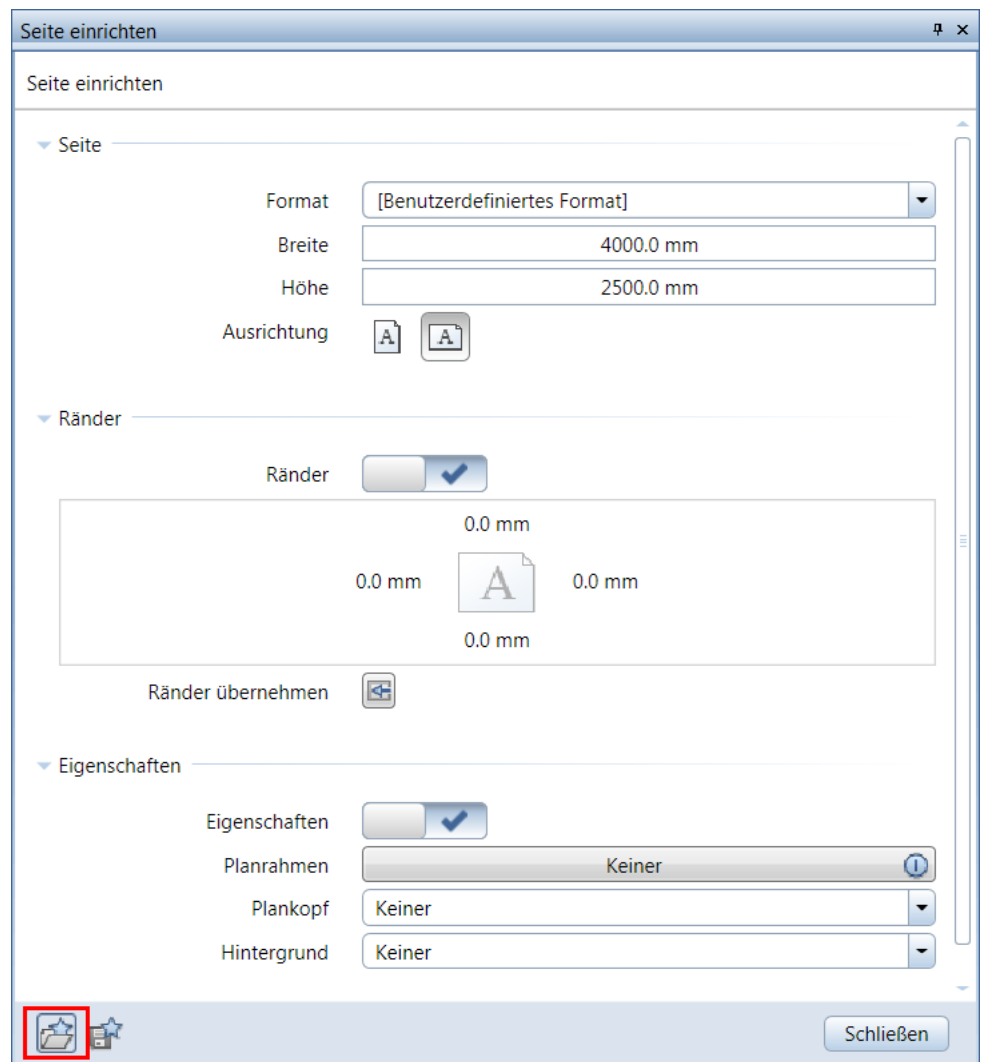 Seite einrichten
Seite einrichten
Seite
Format [Benutzerdefiniertes Format]
Breite 4000.0 mm
Höhe 2500.0 mm
Ausrichtung A A
Ränder
Ränder
0.0 mm
0.0 mm A 0.0 mm
0.0 mm
Ränder übernehmen
Eigenschaften
Eigenschaften
Planrahmen Keiner
Plankopf Keiner
Hintergrund Keiner
Schließen